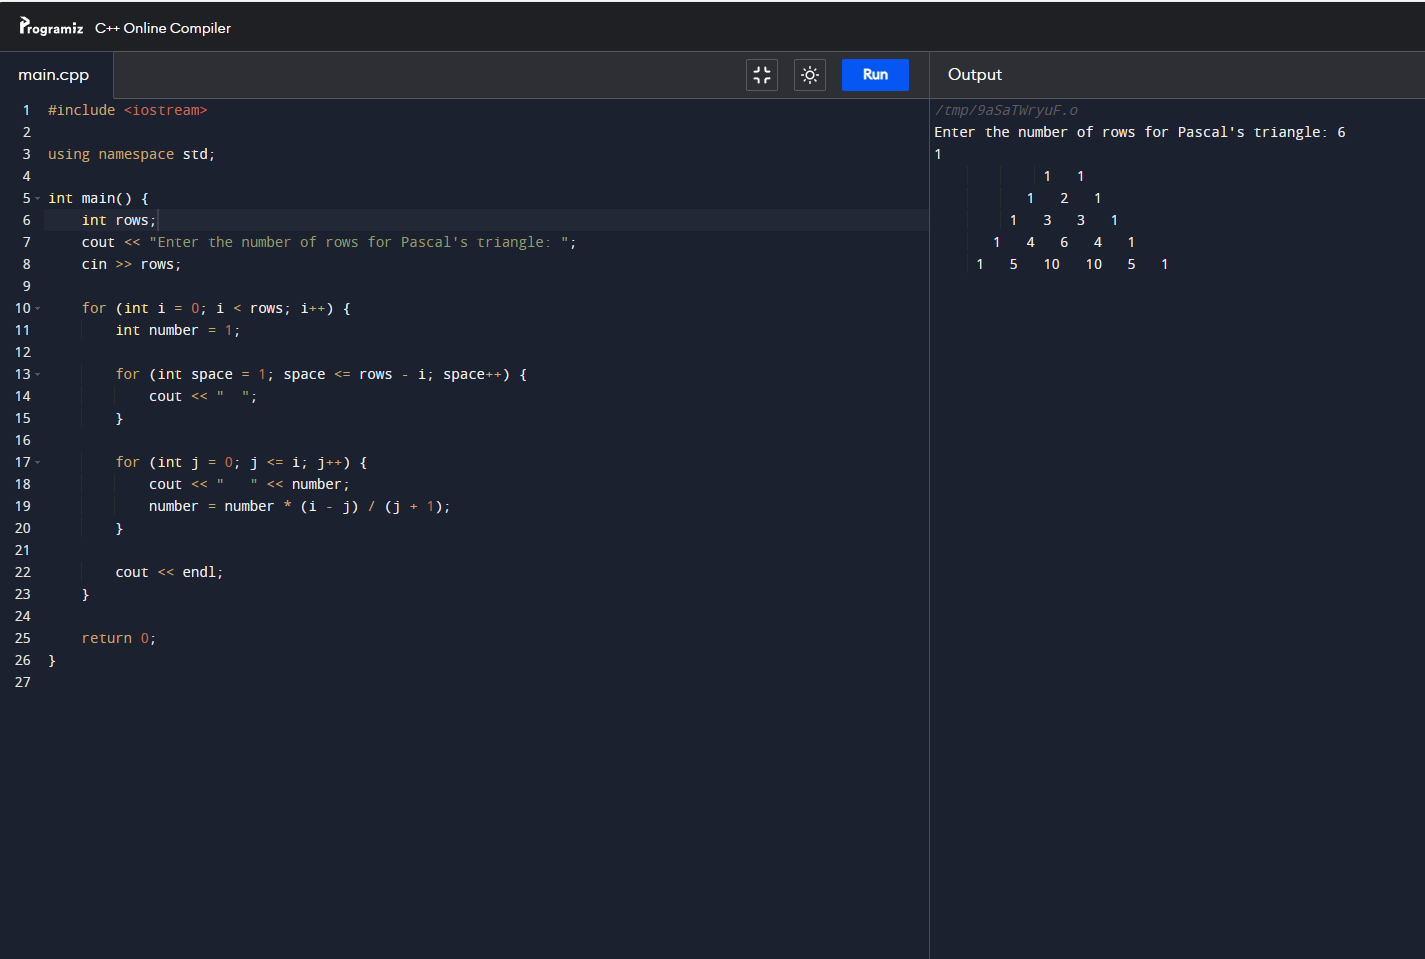 Programiz C++ Online Compiler
main.cpp Run Output
1 #include <iostream>
2
3 using namespace std;
4
5 int main() {
6     int rows;
7     cout << "Enter the number of rows for Pascal's triangle: ";
8     cin >> rows;
9
10     for (int i = 0; i < rows; i++) {
11         int number = 1;
12
13         for (int space = 1; space <= rows - i; space++) {
14             cout << "  ";
15         }
16
17         for (int j = 0; j <= i; j++) {
18             cout << "   " << number;
19             number = number * (i - j) / (j + 1);
20         }
21
22         cout << endl;
23     }
24
25     return 0;
26 }
27
/tmp/9aSaTWryuF.o
Enter the number of rows for Pascal's triangle: 6
1
             1   1
           1   2   1
         1   3   3   1
       1   4   6   4   1
     1   5   10   10   5   1